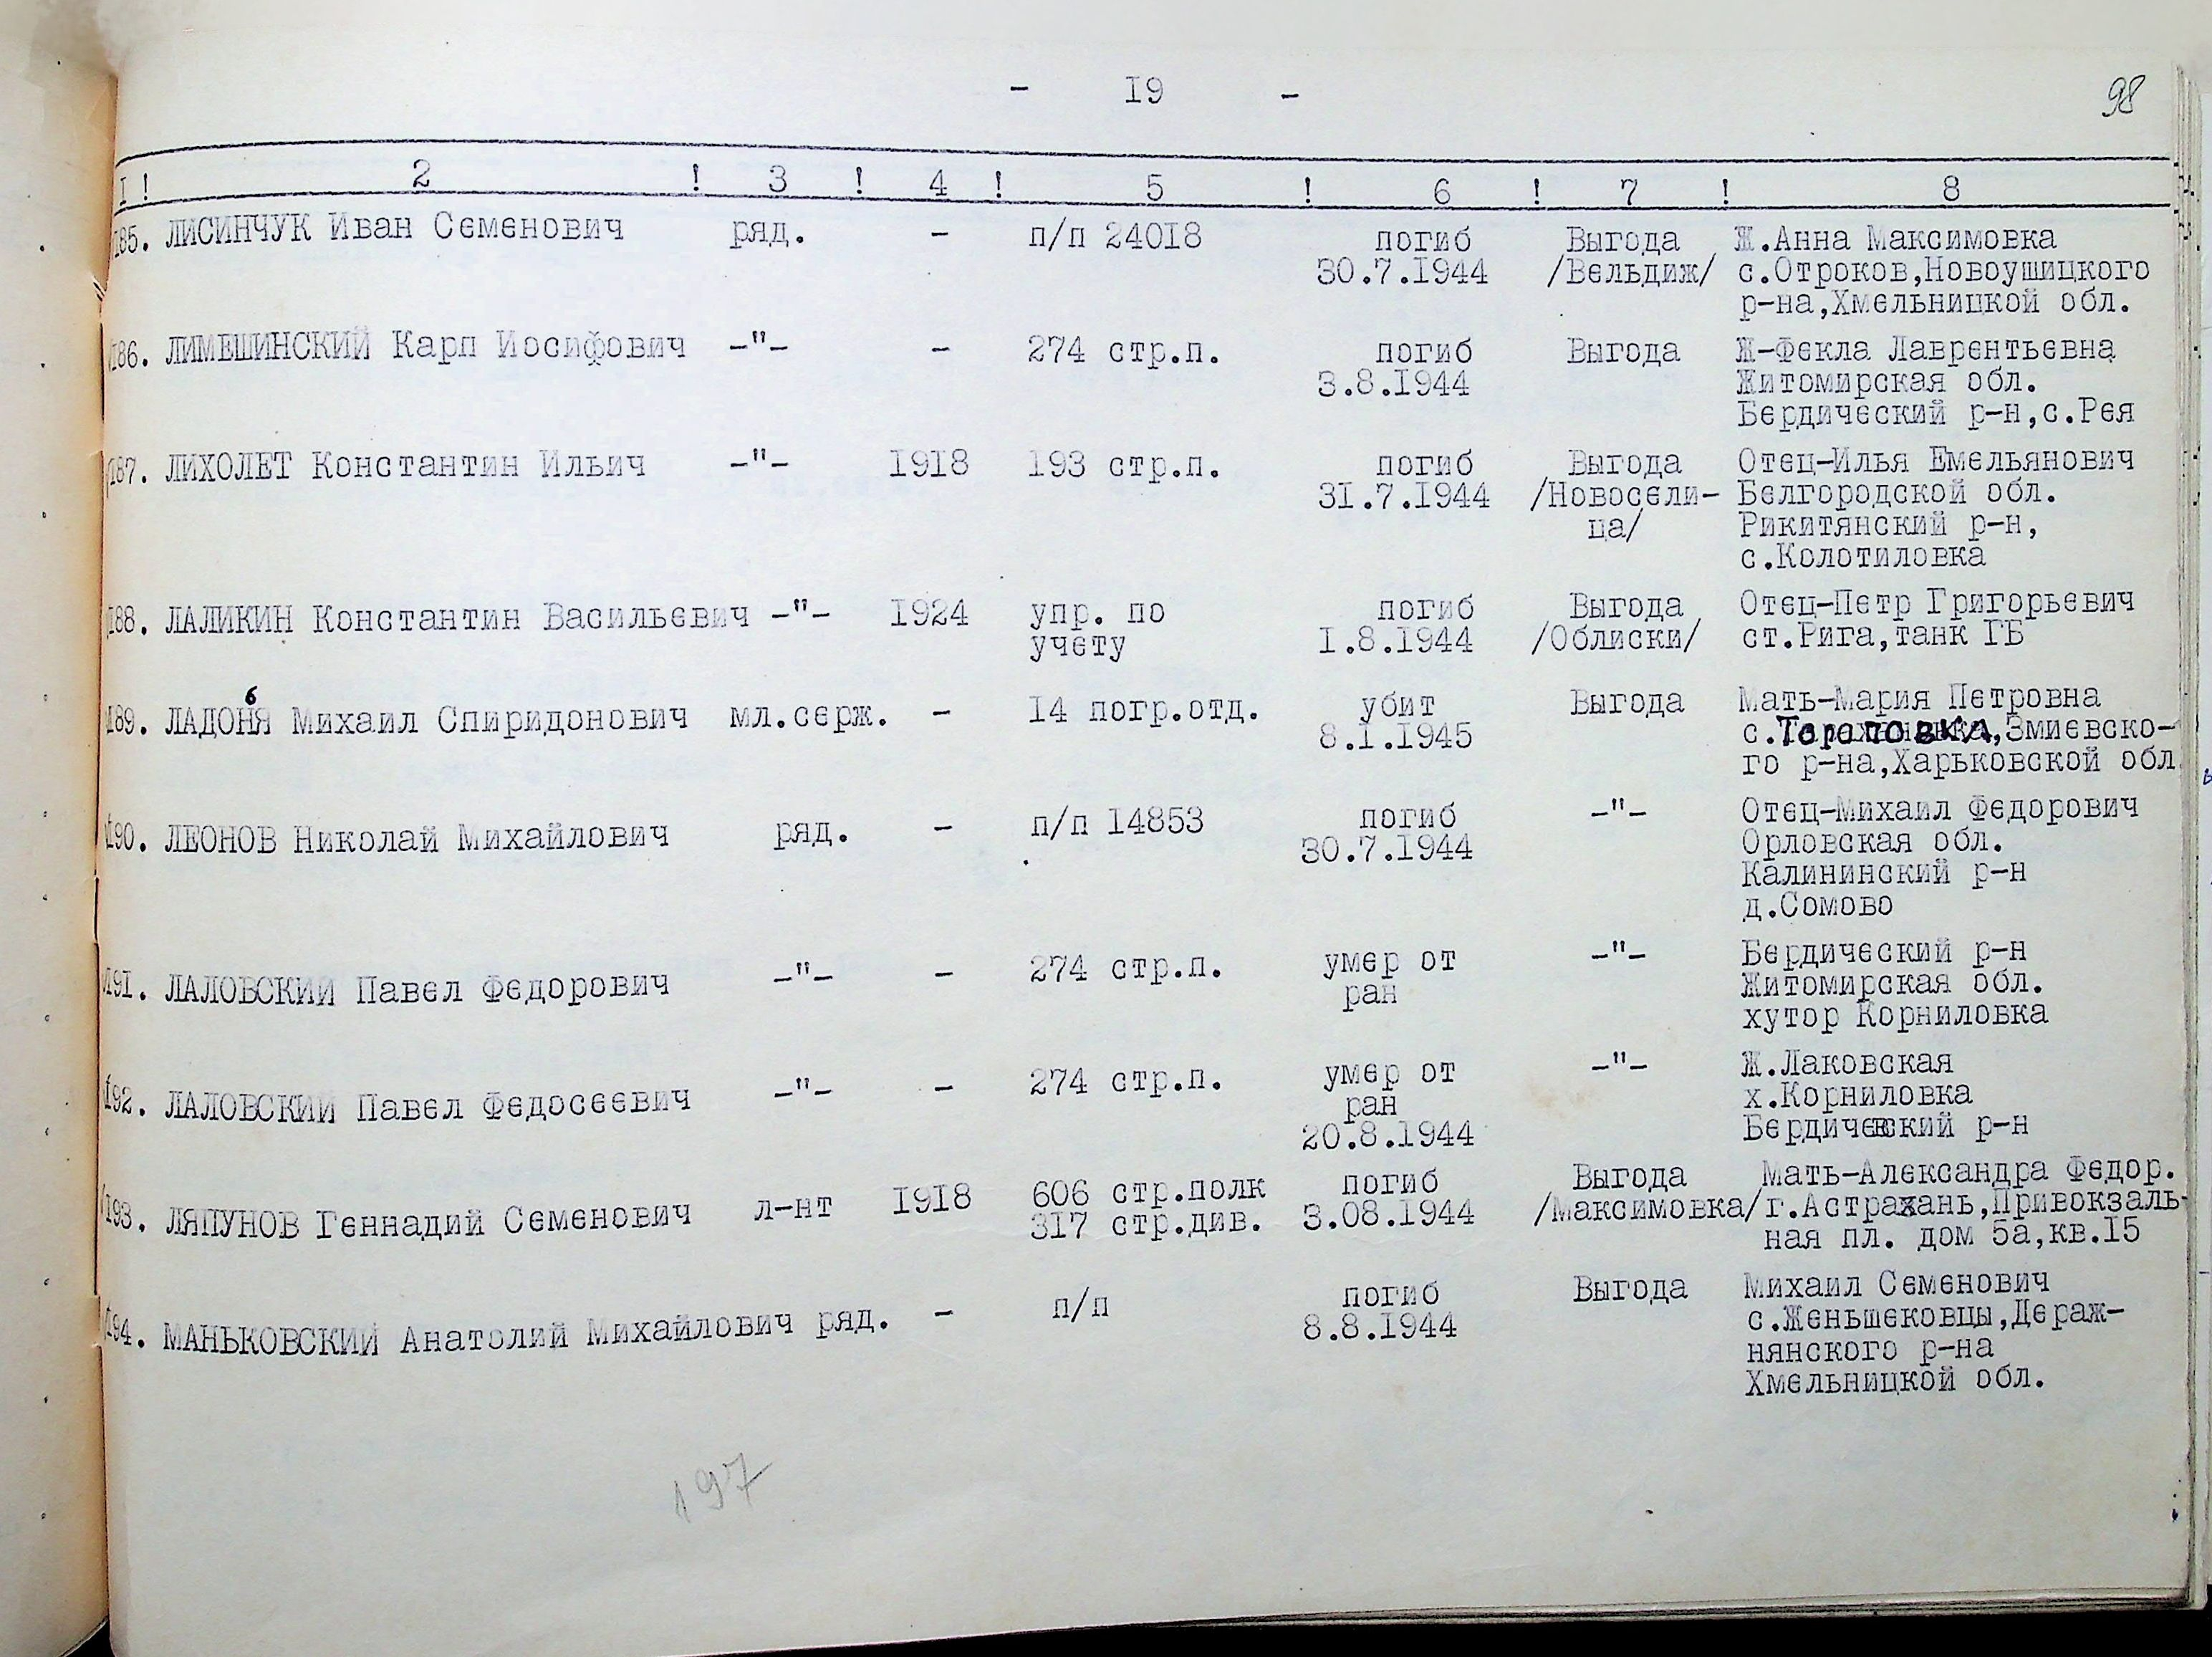 - 19 -
98
1! 2 ! 3 ! 4 ! 5 ! 6 ! 7 ! 8
185. ЛИСИНЧУК Иван Семенович ряд. - п/п 24018 погиб Выгода Ж.Анна Максимовка
30.7.1944 /Вельдиж/ с.Отроков,Новоушицкого
р-на,Хмельницкой обл.
186. ЛИМЕШИНСКИЙ Карп Иосифович -"- - 274 стр.п. погиб Выгода Ж-Фекла Лаврентьевна
3.8.1944 Житомирская обл.
Бердический р-н,с.Рея
187. ЛИХОЛЕТ Константин Ильич -"- 1918 193 стр.п. погиб Выгода Отец-Илья Емельянович
31.7.1944 /Новосели- Белгородской обл.
ца/ Рикитянский р-н,
с.Колотиловка
188. ЛАЛИКИН Константин Васильевич -"- 1924 упр. по погиб Выгода Отец-Петр Григорьевич
учету 1.8.1944 /Облиски/ ст.Рига,танк ГБ
189. ЛАДОНЯ Михаил Спиридонович мл.серж. - 14 погр.отд. убит Выгода Мать-Мария Петровна
8.1.1945 с. Змиевско-
го р-на,Харьковской обл.
190. ЛЕОНОВ Николай Михайлович ряд. - п/п 14853 погиб -"- Отец-Михаил Федорович
30.7.1944 Орловская обл.
Калининский р-н
д.Сомово
191. ЛАЛОВСКИЙ Павел Федорович -"- - 274 стр.п. умер от -"- Бердический р-н
ран Житомирская обл.
хутор Корниловка
192. ЛАЛОВСКИЙ Павел Федосеевич -"- - 274 стр.п. умер от -"- Ж.Лаковская
ран х.Корниловка
20.8.1944 Бердичевский р-н
193. ЛЯПУНОВ Геннадий Семенович л-нт 1918 606 стр.полк погиб Выгода Мать-Александра Федор.
317 стр.див. 3.08.1944 /Максимовка/ г.Астрахань,Привокзаль-
ная пл. дом 5а,кв.15
194. МАНЬКОВСКИЙ Анатолий Михайлович ряд. - п/п погиб Выгода Михаил Семенович
8.8.1944 с.Женьшековцы,Дераж-
нянского р-на
Хмельницкой обл.
197